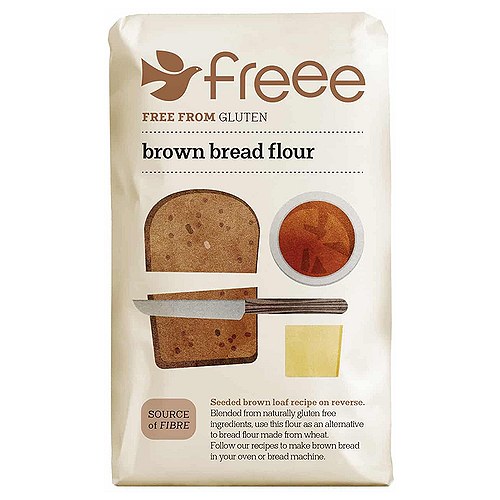 freee
FREE FROM GLUTEN
brown bread flour
Seeded brown loaf recipe on reverse.
Blended from naturally gluten free
ingredients, use this flour as an alternative
to bread flour made from wheat.
Follow our recipes to make brown bread
in your oven or bread machine.
SOURCE
of FIBRE